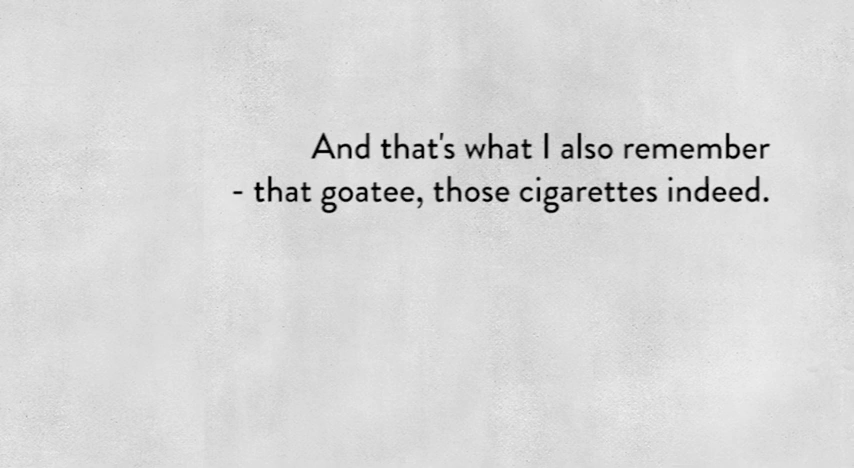 And that's what I also remember
- that goatee, those cigarettes indeed.